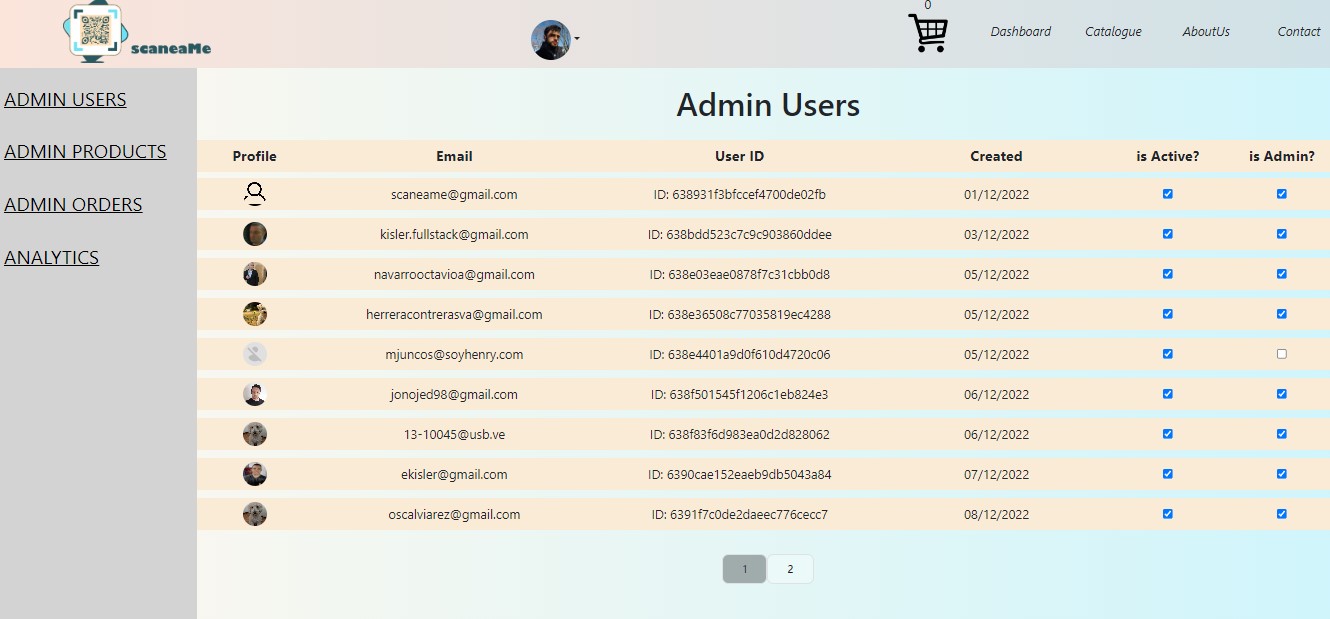 0
scaneaMe
Dashboard Catalogue AboutUs Contact
ADMIN USERS
ADMIN PRODUCTS
ADMIN ORDERS
ANALYTICS
Admin Users
Profile Email User ID Created is Active? is Admin?
scaneame@gmail.com ID: 638931f3bfccef4700de02fb 01/12/2022
kisler.fullstack@gmail.com ID: 638bdd523c7c9c903860ddee 03/12/2022
navarrooctavioa@gmail.com ID: 638e03eae0878f7c31cbb0d8 05/12/2022
herreracontrerasva@gmail.com ID: 638e36508c77035819ec4288 05/12/2022
mjuncos@soyhenry.com ID: 638e4401a9d0f610d4720c06 05/12/2022
jonojed98@gmail.com ID: 638f501545f1206c1eb824e3 06/12/2022
13-10045@usb.ve ID: 638f83f6d983ea0d2d828062 06/12/2022
ekisler@gmail.com ID: 6390cae152eaeb9db5043a84 07/12/2022
oscalviarez@gmail.com ID: 6391f7c0de2daeec776cecc7 08/12/2022
1 2